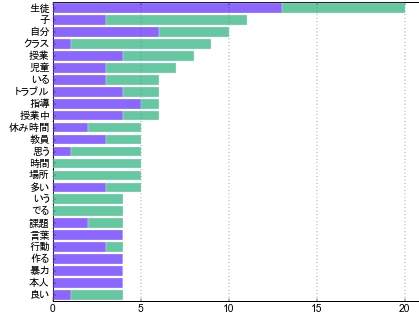 生徒
子
自分
クラス
授業
児童
いる
トラブル
指導
授業中
休み時間
教員
思う
時間
場所
多い
いう
でる
課題
言葉
行動
作る
暴力
本人
良い
0 5 10 15 20